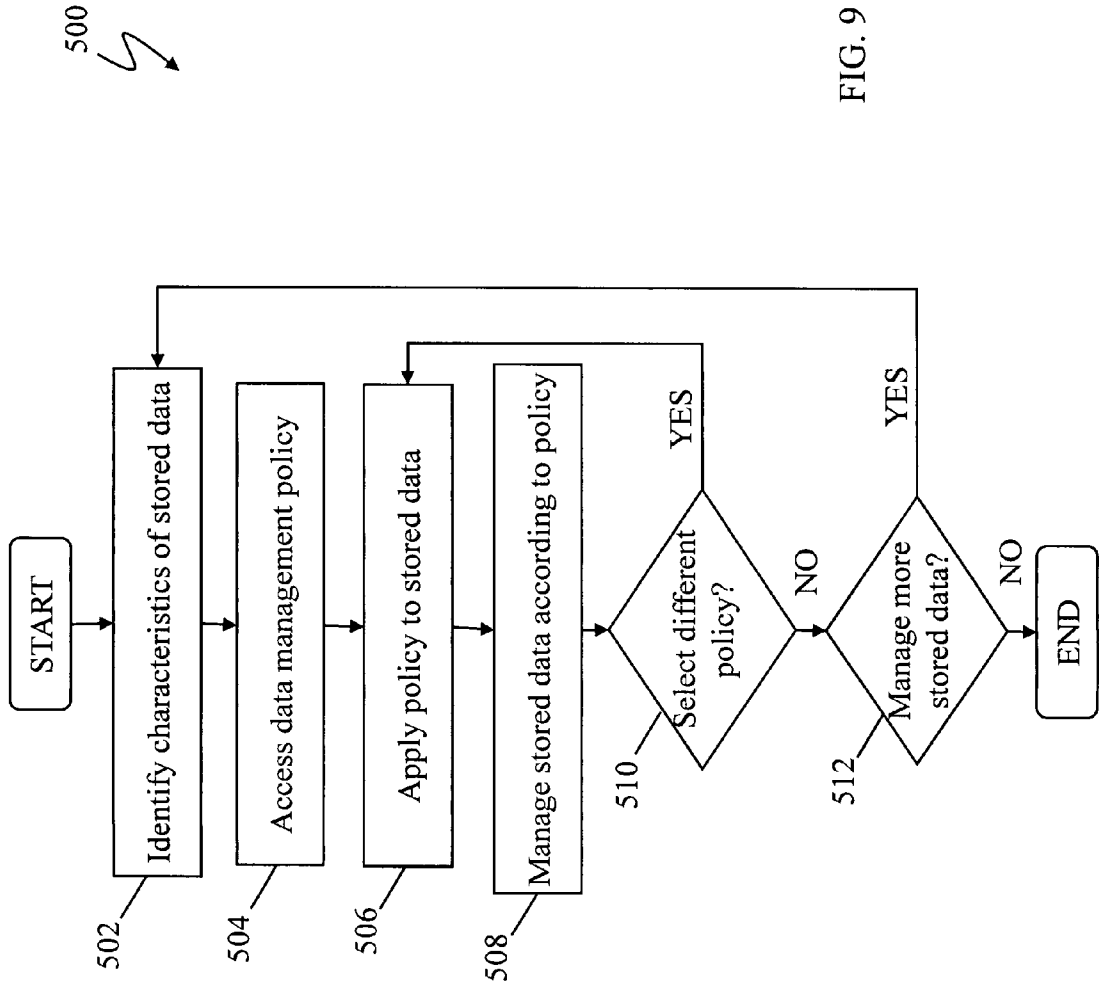 500
START
502
Identify characteristics of stored data
504
Access data management policy
506
Apply policy to stored data
508
Manage stored data according to policy
510
Select different
policy?
YES
NO
512
Manage more
stored data?
YES
NO
END
FIG. 9